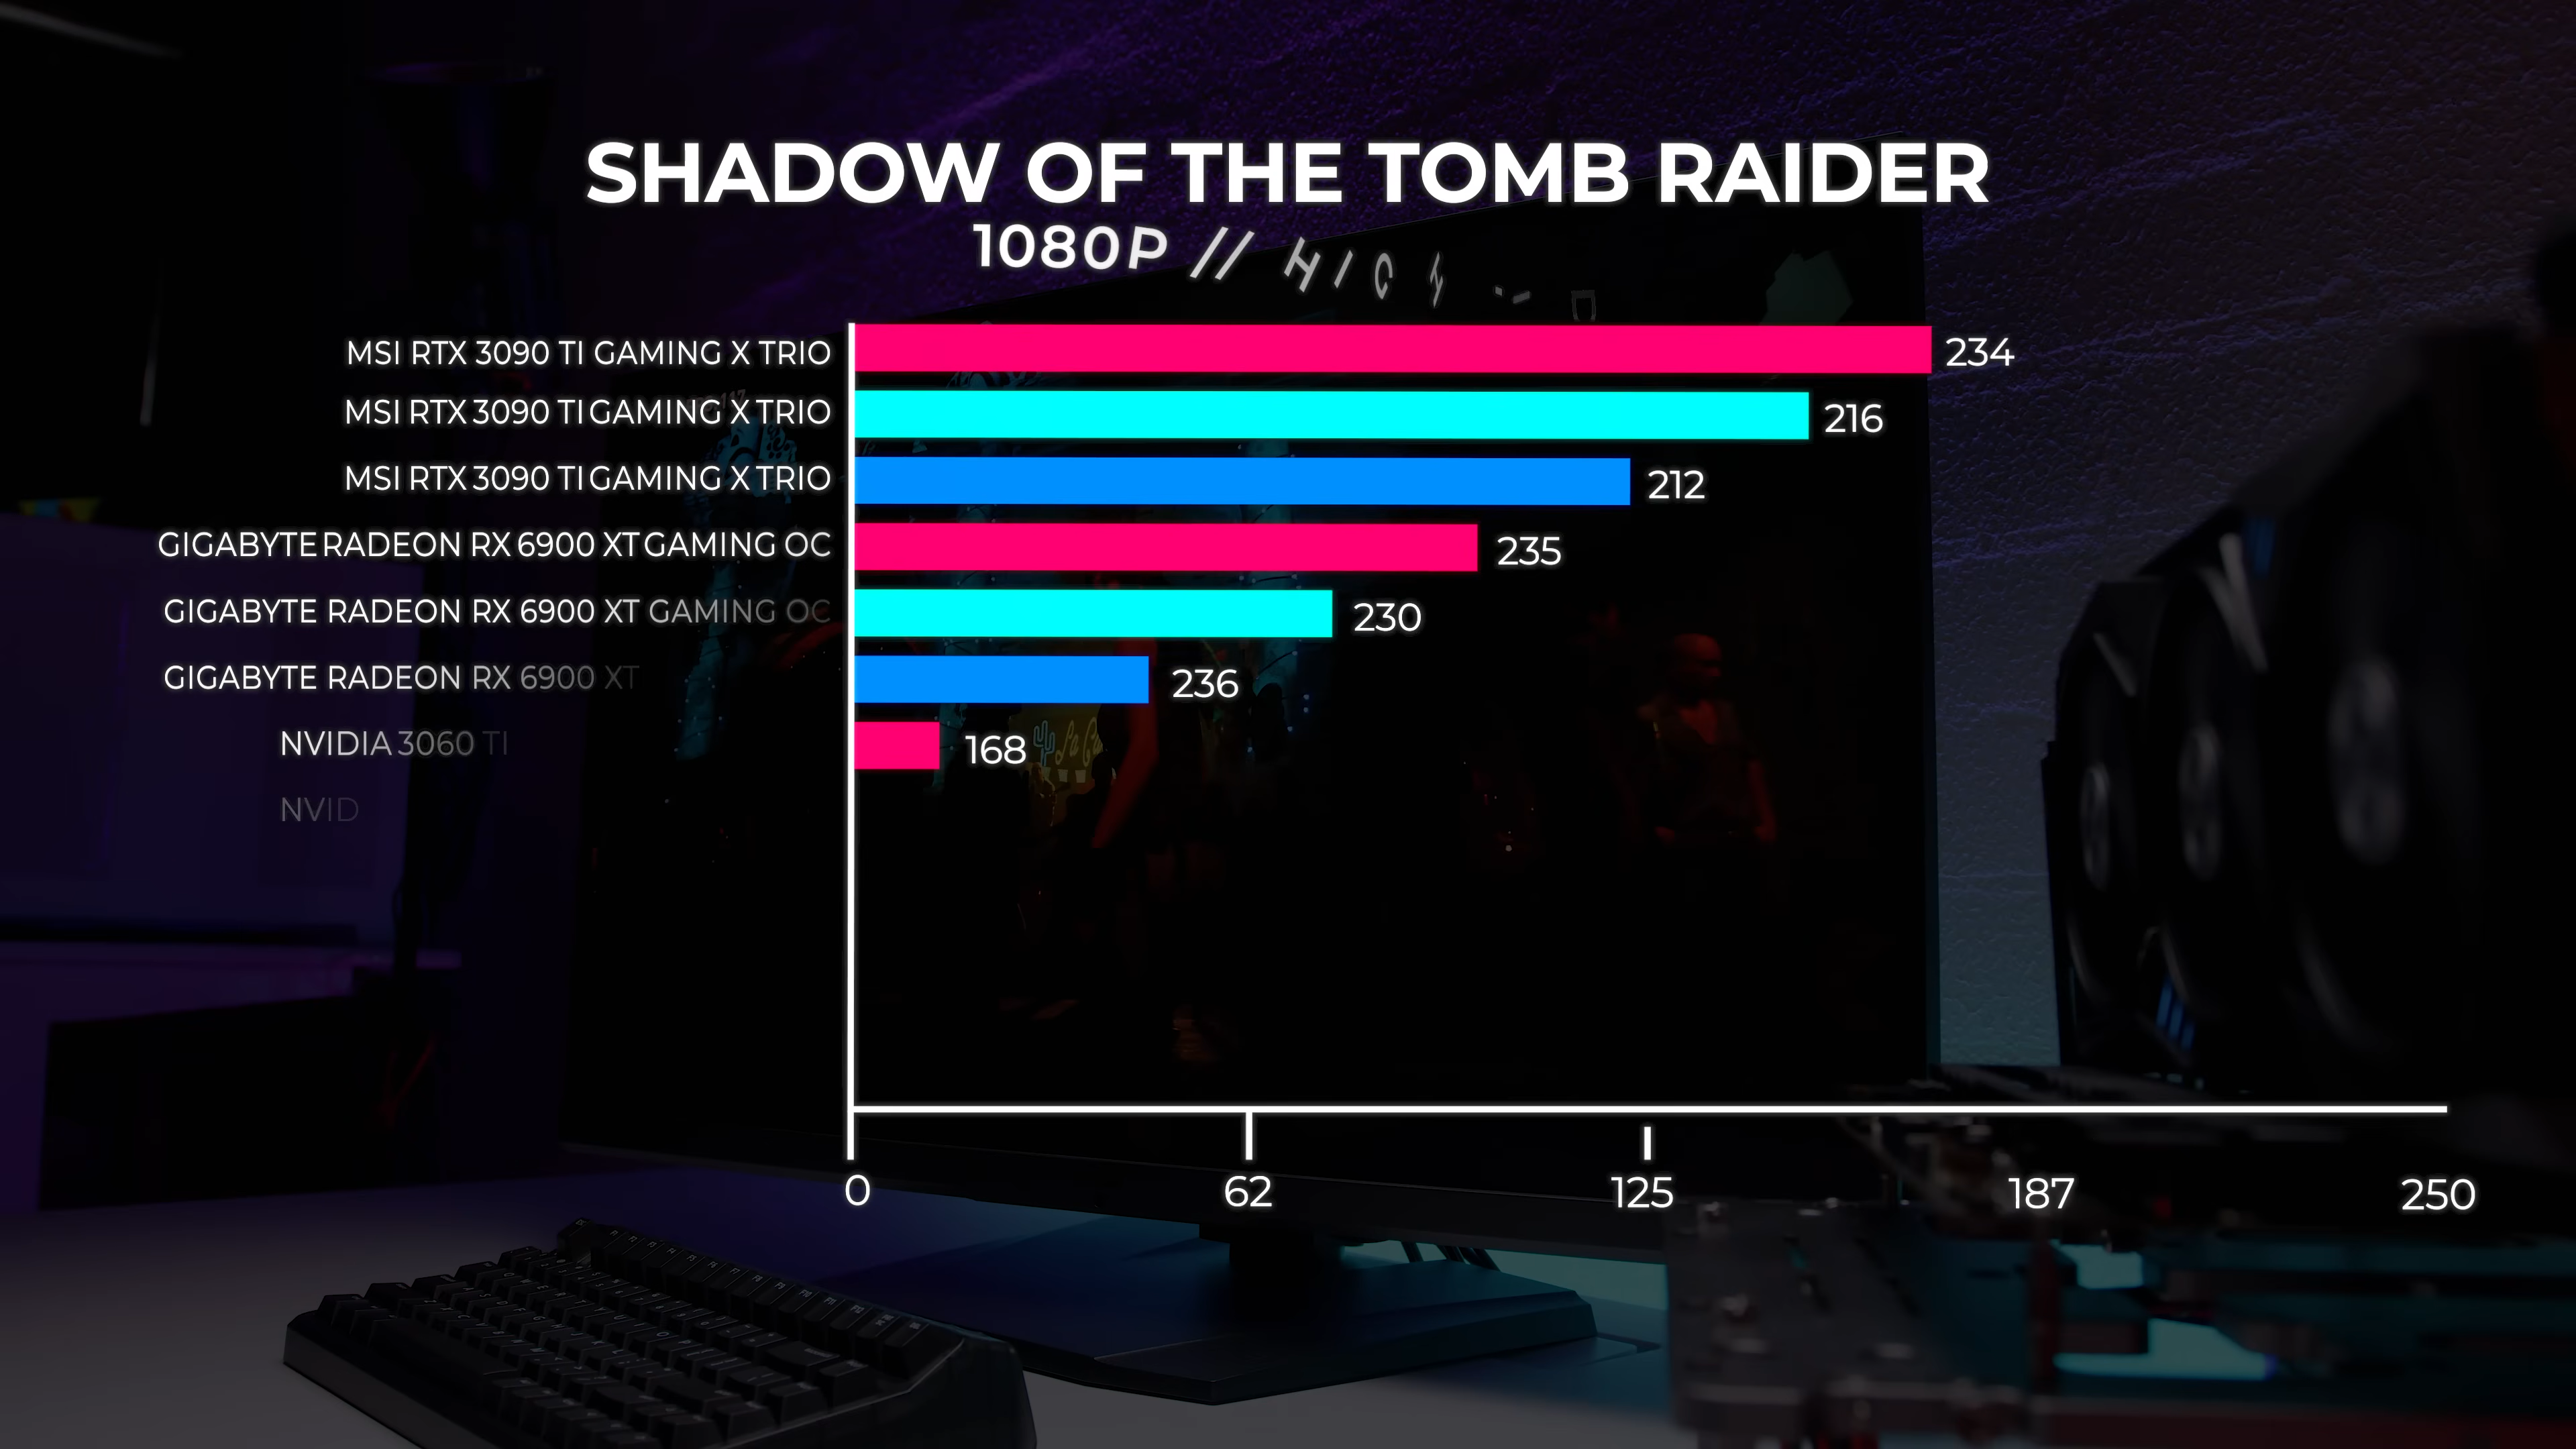 SHADOW OF THE TOMB RAIDER
1080P //
MSI RTX 3090 TI GAMING X TRIO 234
MSI RTX 3090 TI GAMING X TRIO 216
MSI RTX 3090 TI GAMING X TRIO 212
GIGABYTE RADEON RX 6900 XT GAMING OC 235
GIGABYTE RADEON RX 6900 XT GAMING OC 230
GIGABYTE RADEON RX 6900 XT 236
NVIDIA 3060 TI 168
NVID
0 62 125 187 250